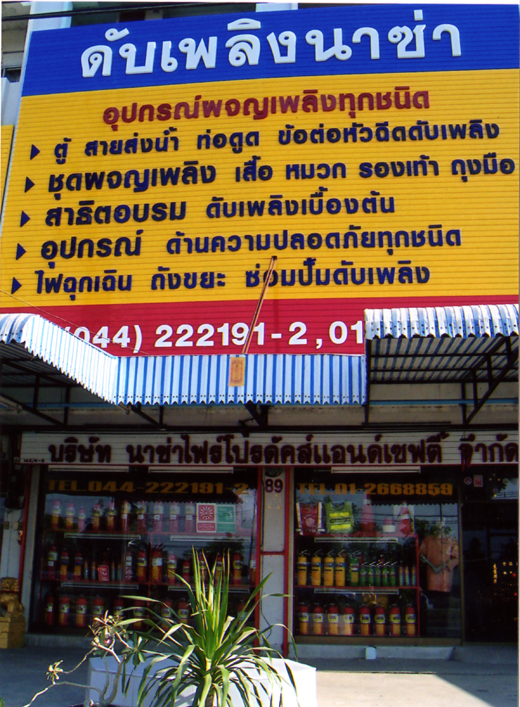 ดับเพลิงนาซ่า
อุปกรณ์ผจญเพลิงทุกชนิด
ตู้ สายส่งน้ำ ท่อดูด ข้อต่อหัวฉีดดับเพลิง
ชุดผจญเพลิง เสื้อ หมวก รองเท้า ถุงมือ
สาธิตอบรม ดับเพลิงเบื้องต้น
อุปกรณ์ ด้านความปลอดภัยทุกชนิด
ไฟฉุกเฉิน ถังขยะ ซ่อมปั๊มดับเพลิง
(044) 222191-2, 01
บริษัท นาซ่าไฟร์โปรดัคส์แอนด์เซฟตี้ จำกัด
TEL.044-222191-2
89
TEL.01-2668859